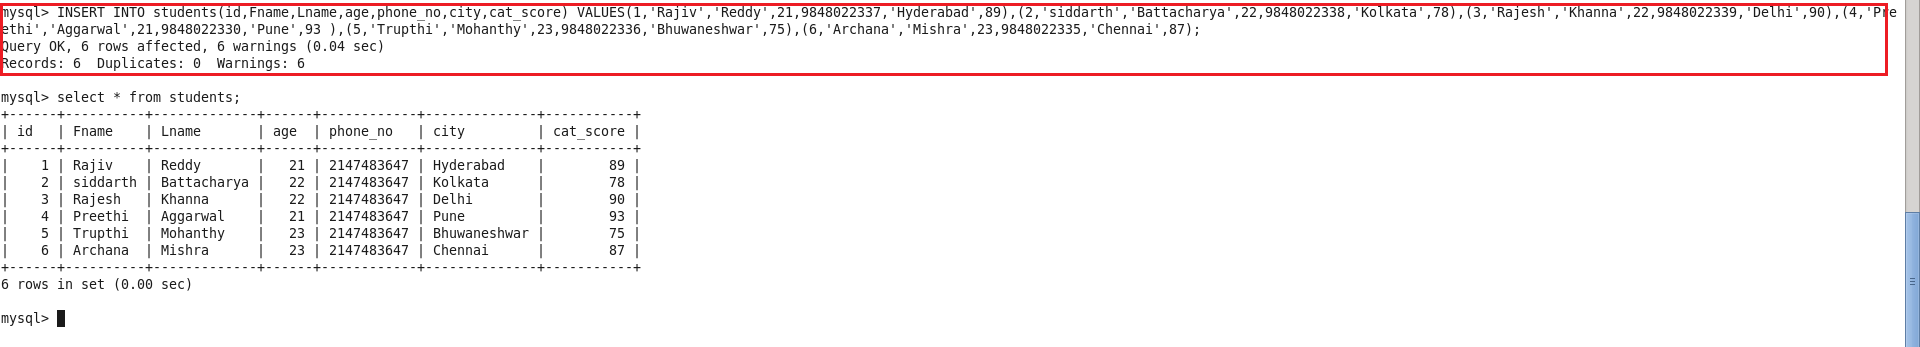 mysql> INSERT INTO students(id,Fname,Lname,age,phone_no,city,cat_score) VALUES(1,'Rajiv','Reddy',21,9848022337,'Hyderabad',89),(2,'siddarth','Battacharya',22,9848022338,'Kolkata',78),(3,'Rajesh','Khanna',22,9848022339,'Delhi',90),(4,'Pre
ethi','Aggarwal',21,9848022330,'Pune',93 ),(5,'Trupthi','Mohanthy',23,9848022336,'Bhuwaneshwar',75),(6,'Archana','Mishra',23,9848022335,'Chennai',87);
Query OK, 6 rows affected, 6 warnings (0.04 sec)
Records: 6  Duplicates: 0  Warnings: 6

mysql> select * from students;
+------+----------+-------------+------+------------+--------------+-----------+
| id   | Fname    | Lname       | age  | phone_no   | city         | cat_score |
+------+----------+-------------+------+------------+--------------+-----------+
|    1 | Rajiv    | Reddy       |   21 | 2147483647 | Hyderabad    |        89 |
|    2 | siddarth | Battacharya |   22 | 2147483647 | Kolkata      |        78 |
|    3 | Rajesh   | Khanna      |   22 | 2147483647 | Delhi        |        90 |
|    4 | Preethi  | Aggarwal    |   21 | 2147483647 | Pune         |        93 |
|    5 | Trupthi  | Mohanthy    |   23 | 2147483647 | Bhuwaneshwar |        75 |
|    6 | Archana  | Mishra      |   23 | 2147483647 | Chennai      |        87 |
+------+----------+-------------+------+------------+--------------+-----------+
6 rows in set (0.00 sec)

mysql>